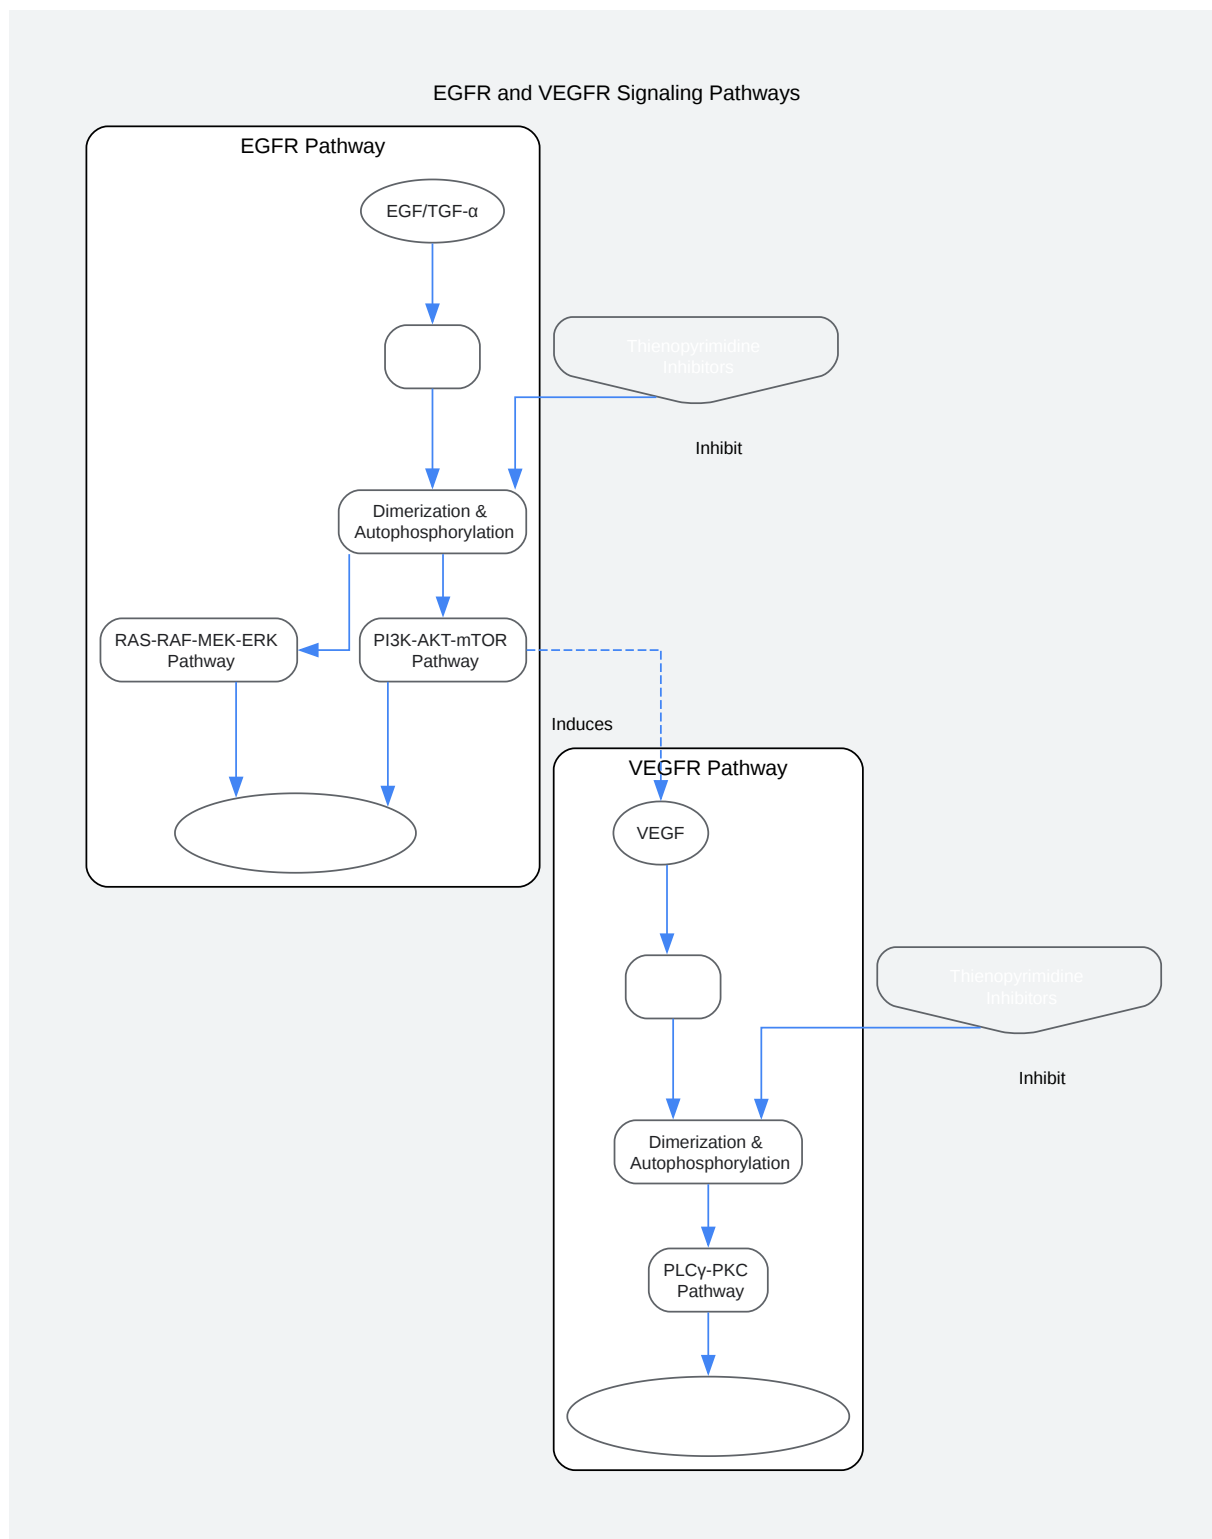 EGFR and VEGFR Signaling Pathways
EGFR Pathway
EGF/TGF-α
Thienopyrimidine
Inhibitors
Inhibit
Dimerization &
Autophosphorylation
RAS-RAF-MEK-ERK
Pathway
PI3K-AKT-mTOR
Pathway
Induces
VEGFR Pathway
VEGF
Thienopyrimidine
Inhibitors
Inhibit
Dimerization &
Autophosphorylation
PLCγ-PKC
Pathway